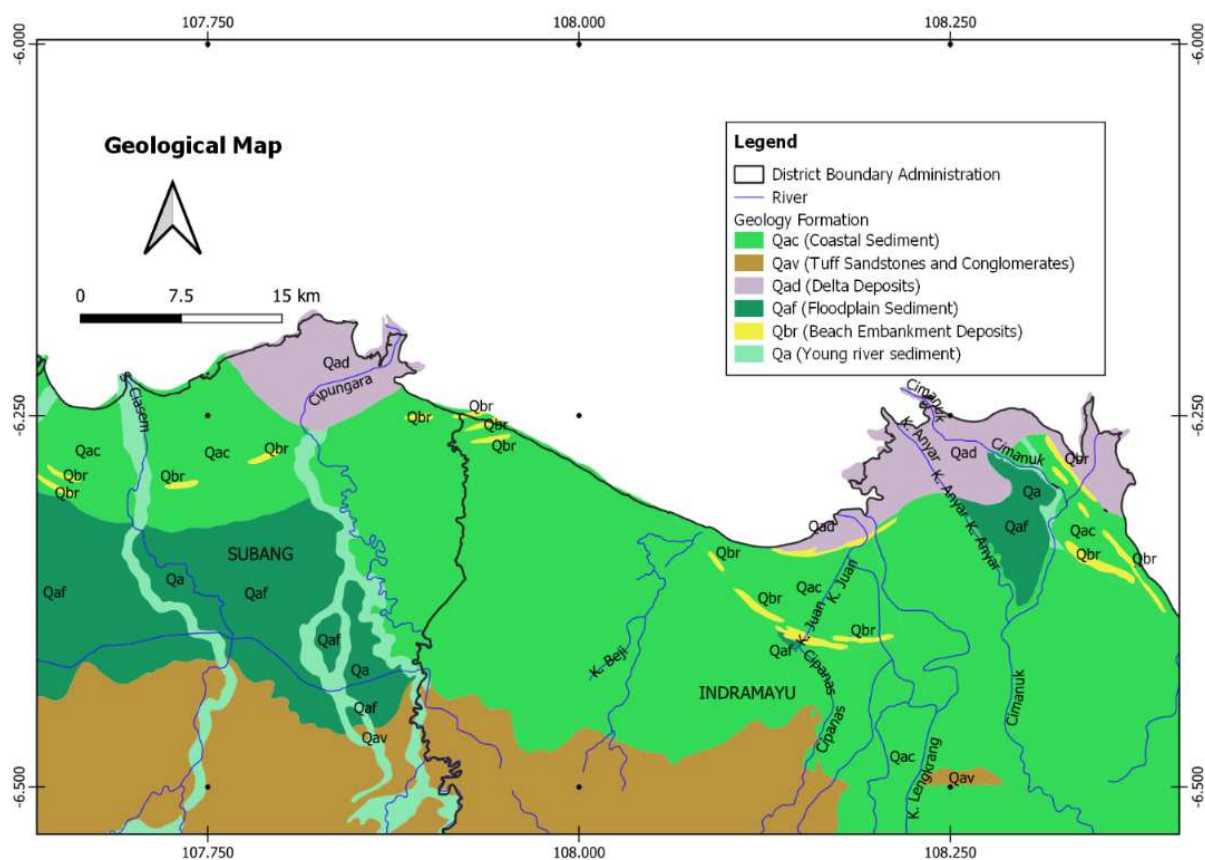 107.750
108.000
108.250
-6.000
-6.000
Geological Map
0
7.5
15 km
Legend
District Boundary Administration
River
Geology Formation
Qac (Coastal Sediment)
Qav (Tuff Sandstones and Conglomerates)
Qad (Delta Deposits)
Qaf (Floodplain Sediment)
Qbr (Beach Embankment Deposits)
Qa (Young river sediment)
-6.250
-6.250
Qad
Cipungara
Ciasem
Qbr
Qbr
Qbr
Qbr
Qac
Qac
Qbr
Qbr
Qbr
Qbr
Cimanuk
K. Anyar
Qad
Cimanuk
Qbr
K. Anyar
Qa
Qad
Qaf
K. Anyar
Qac
Qbr
Qbr
SUBANG
Qa
Qaf
Qaf
Qbr
K. Juan
Qac
Qbr
K. Juan
Qbr
Qaf
Qaf
Qa
K. Beji
Cipanas
INDRAMAYU
Qaf
Qav
Cipanas
Cimanuk
Qac
K. Lengkrang
Qav
-6.500
-6.500
107.750
108.000
108.250